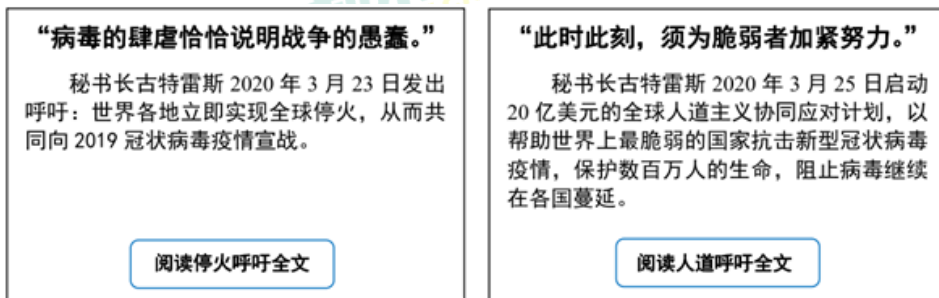 “病毒的肆虐恰恰说明战争的愚蠢。”
秘书长古特雷斯 2020 年 3 月 23 日发出
呼吁：世界各地立即实现全球停火，从而共
同向 2019 冠状病毒疫情宣战。
阅读停火呼吁全文
“此时此刻，须为脆弱者加紧努力。”
秘书长古特雷斯 2020 年 3 月 25 日启动
20 亿美元的全球人道主义协同应对计划，以
帮助世界上最脆弱的国家抗击新型冠状病毒
疫情，保护数百万人的生命，阻止病毒继续
在各国蔓延。
阅读人道呼吁全文